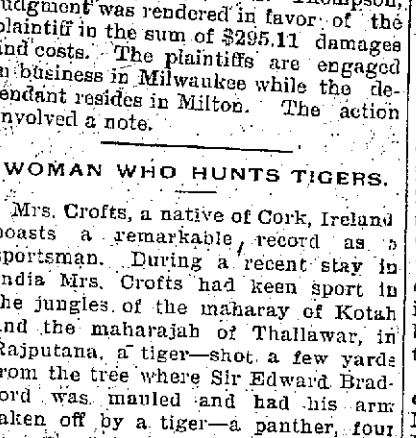 Thompson,
judgment was rendered in favor of the
plaintiff in the sum of $295.11 damages
and costs. The plaintiffs are engaged
in business in Milwaukee while the de-
fendant resides in Milton. The action
involved a note.
WOMAN WHO HUNTS TIGERS.
Mrs. Crofts, a native of Cork, Ireland
boasts a remarkable, record as a
sportsman. During a recent stay in
India Mrs. Crofts had keen sport in
the jungles of the maharay of Kotah
and the maharajah of Thallawar, in
Rajputana, a tiger—shot a few yards
from the tree where Sir Edward Brad-
ford was mauled and had his arm
taken off by a tiger—a panther, four